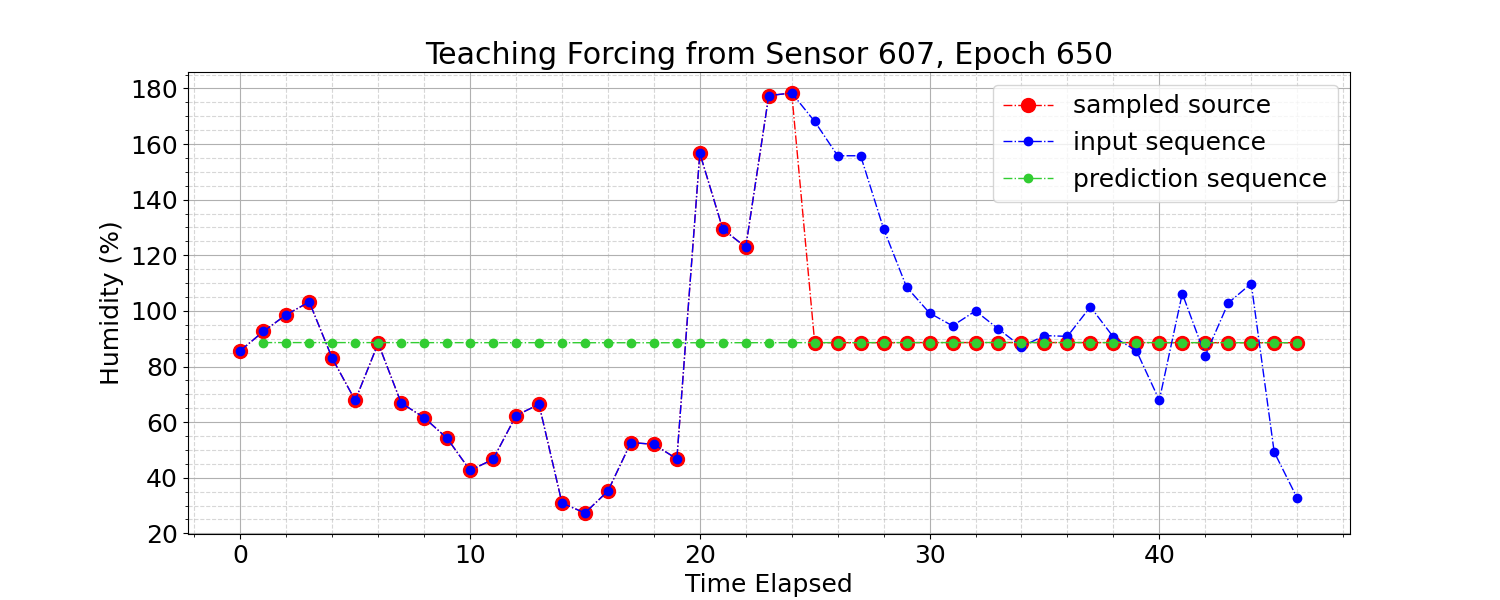 Teaching Forcing from Sensor 607, Epoch 650
180
160
140
120
100
80
60
40
20
Humidity (%)
sampled source
input sequence
prediction sequence
0 10 20 30 40
Time Elapsed